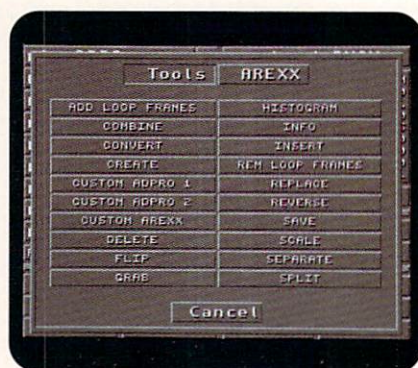 Tools AREXX
ADD LOOP FRAMES HISTOGRAM
COMBINE INFO
CONVERT INSERT
CREATE REM LOOP FRAMES
CUSTOM ADPRO 1 REPLACE
CUSTOM ADPRO 2 REVERSE
CUSTOM AREXX SAVE
DELETE SCALE
FLIP SEPARATE
GRAB SPLIT
Cancel